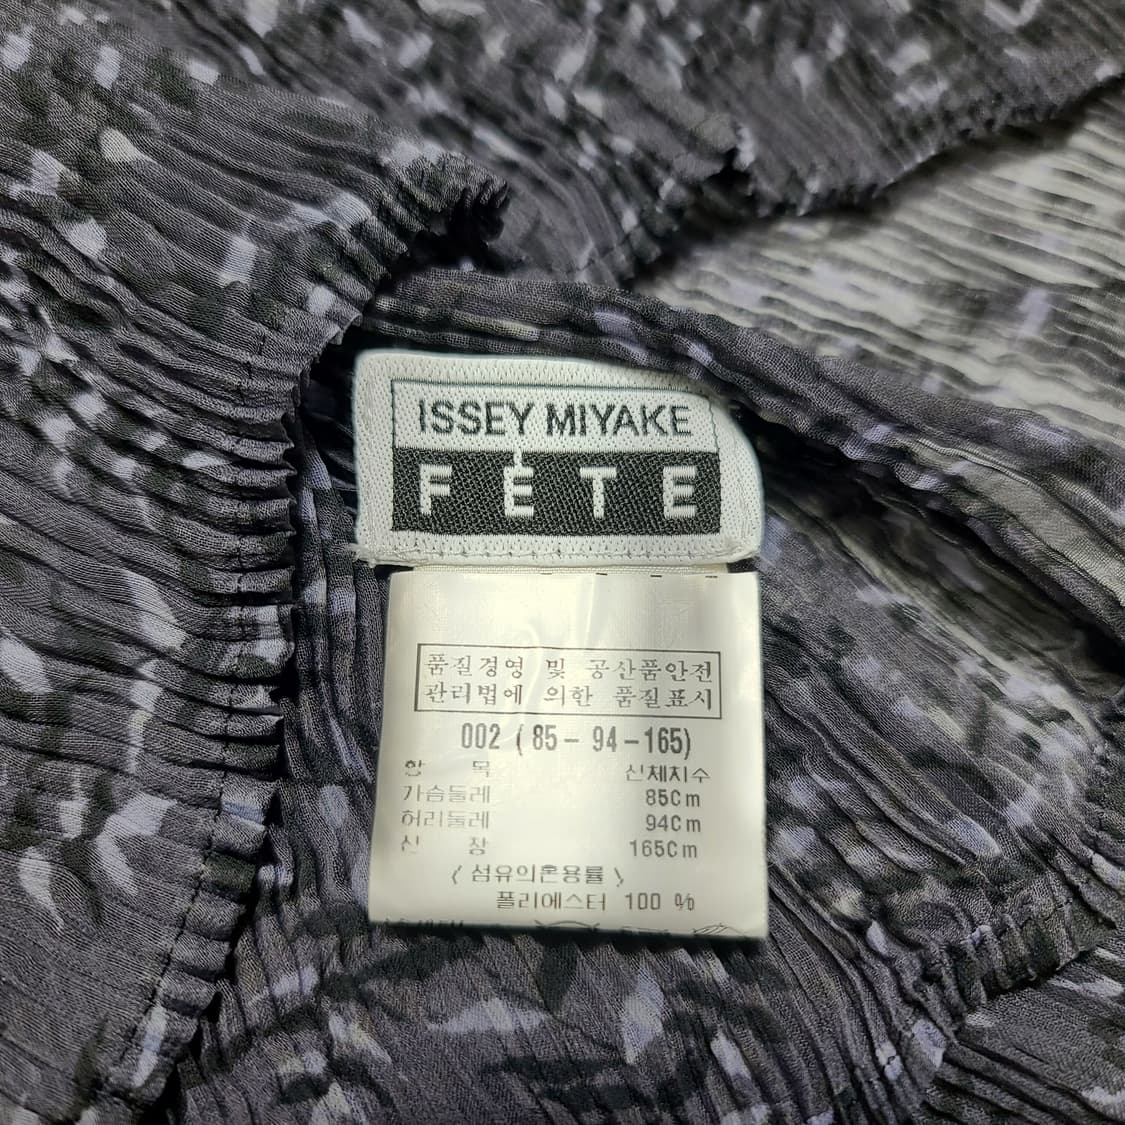 ISSEY MIYAKE
FÊTE
품질경영 및 공산품안전
관리법에 의한 품질표시
002 ( 85 - 94 - 165)
항 목 신체치수
가슴둘레 85Cm
허리둘레 94Cm
신 장 165Cm
〈 섬유의혼용률 〉
폴리에스터 100 %